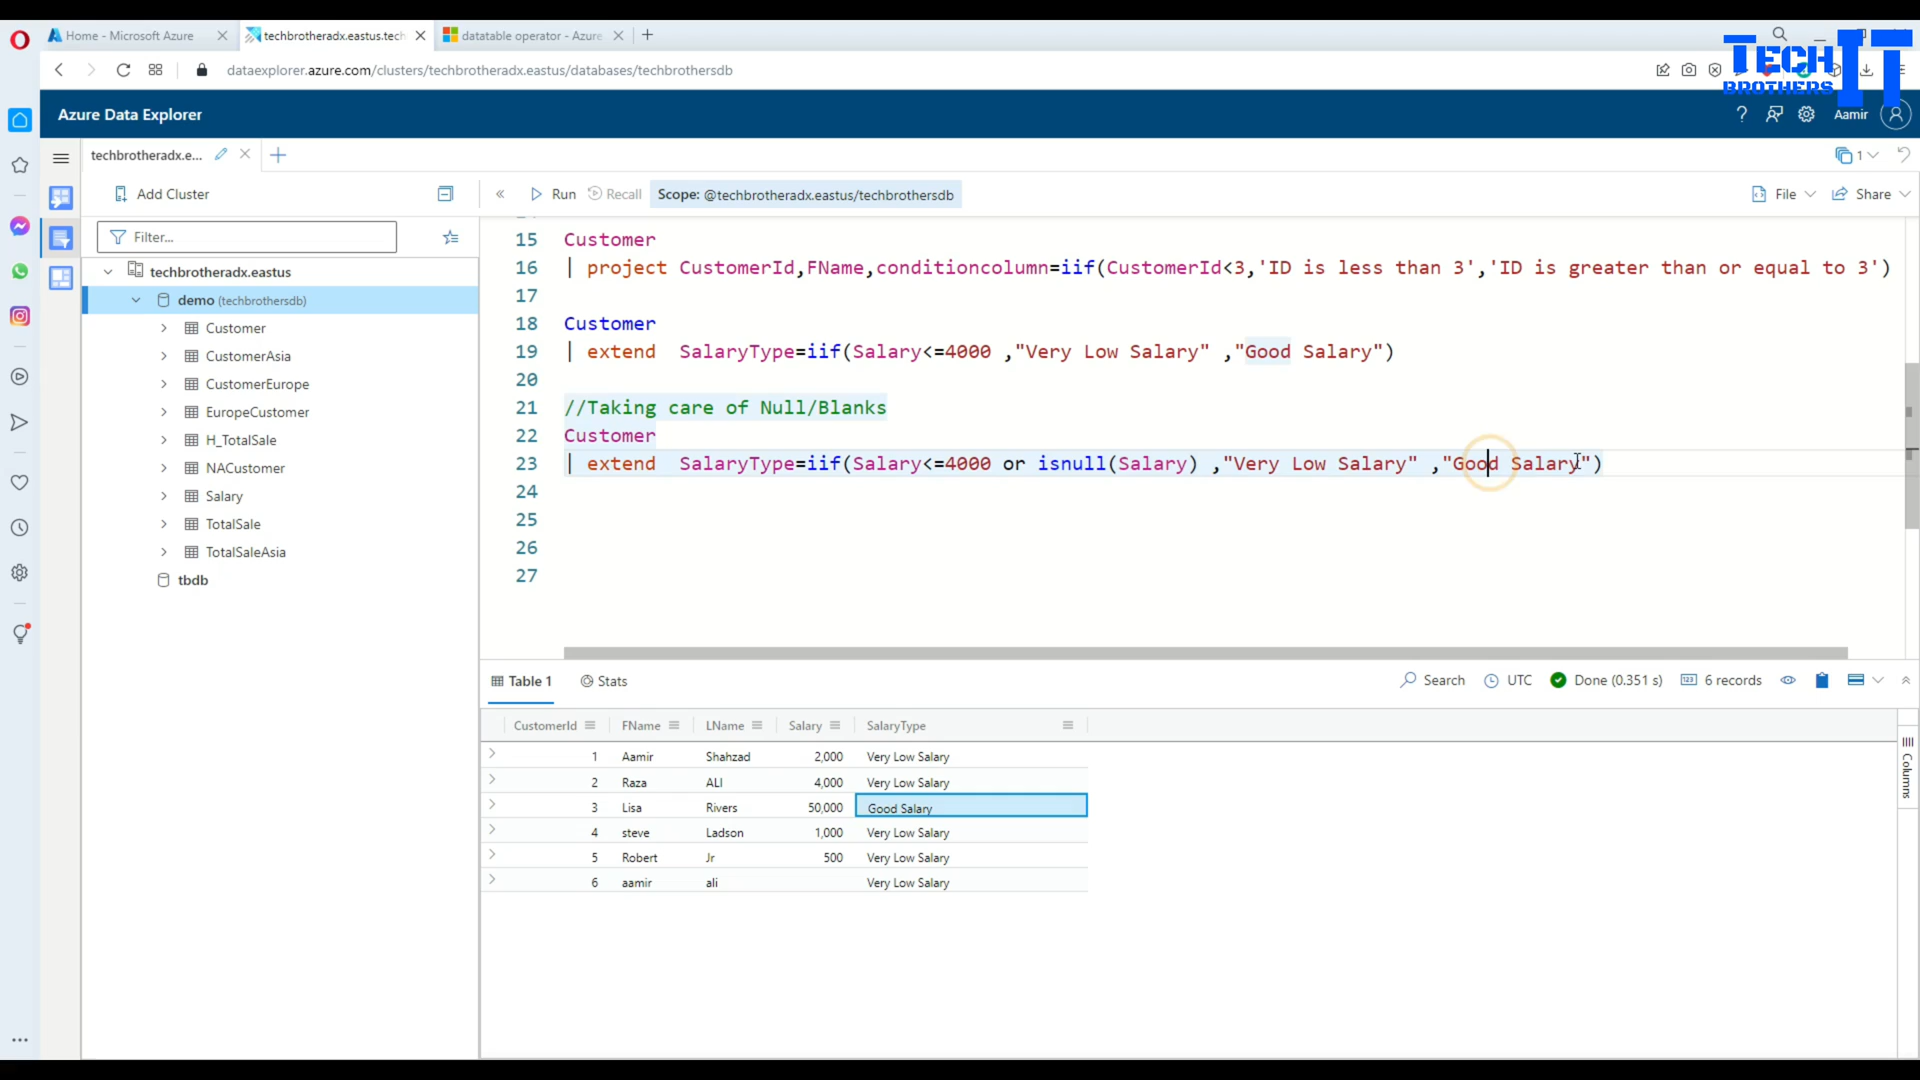 Home - Microsoft Azure
techbrotheradx.eastus.tech
datatable operator - Azure
dataexplorer.azure.com/clusters/techbrotheradx.eastus/databases/techbrothersdb
TECH
BROTHERS
IT
Azure Data Explorer
?
Aamir
techbrotheradx.e...
1
Add Cluster
Run
Recall
Scope: @techbrotheradx.eastus/techbrothersdb
File
Share
Filter...
techbrotheradx.eastus
demo (techbrothersdb)
Customer
CustomerAsia
CustomerEurope
EuropeCustomer
H_TotalSale
NACustomer
Salary
TotalSale
TotalSaleAsia
tbdb
15 Customer
16 | project CustomerId,FName,conditioncolumn=iif(CustomerId<3,'ID is less than 3','ID is greater than or equal to 3')
17
18 Customer
19 | extend  SalaryType=iif(Salary<=4000 ,"Very Low Salary" ,"Good Salary")
20
21 //Taking care of Null/Blanks
22 Customer
23 | extend  SalaryType=iif(Salary<=4000 or isnull(Salary) ,"Very Low Salary" ,"Good Salary")
24
25
26
27
Table 1
Stats
Search
UTC
Done (0.351 s)
6 records
CustomerId FName LName Salary SalaryType
1 Aamir Shahzad 2,000 Very Low Salary
2 Raza ALI 4,000 Very Low Salary
3 Lisa Rivers 50,000 Good Salary
4 steve Ladson 1,000 Very Low Salary
5 Robert Jr 500 Very Low Salary
6 aamir ali Very Low Salary
Columns